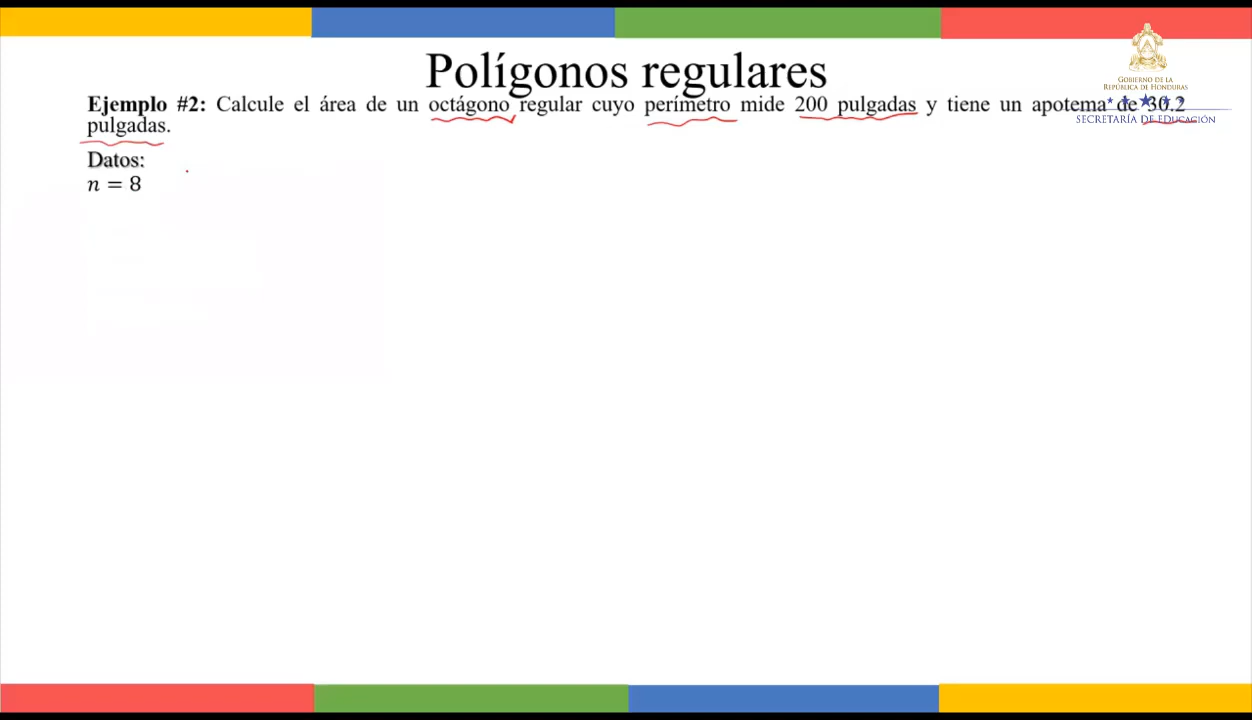 Polígonos regulares
GOBIERNO DE LA
REPÚBLICA DE HONDURAS
SECRETARÍA DE EDUCACIÓN
Ejemplo #2: Calcule el área de un octágono regular cuyo perímetro mide 200 pulgadas y tiene un apotema de 30.2
pulgadas.
Datos:
n = 8